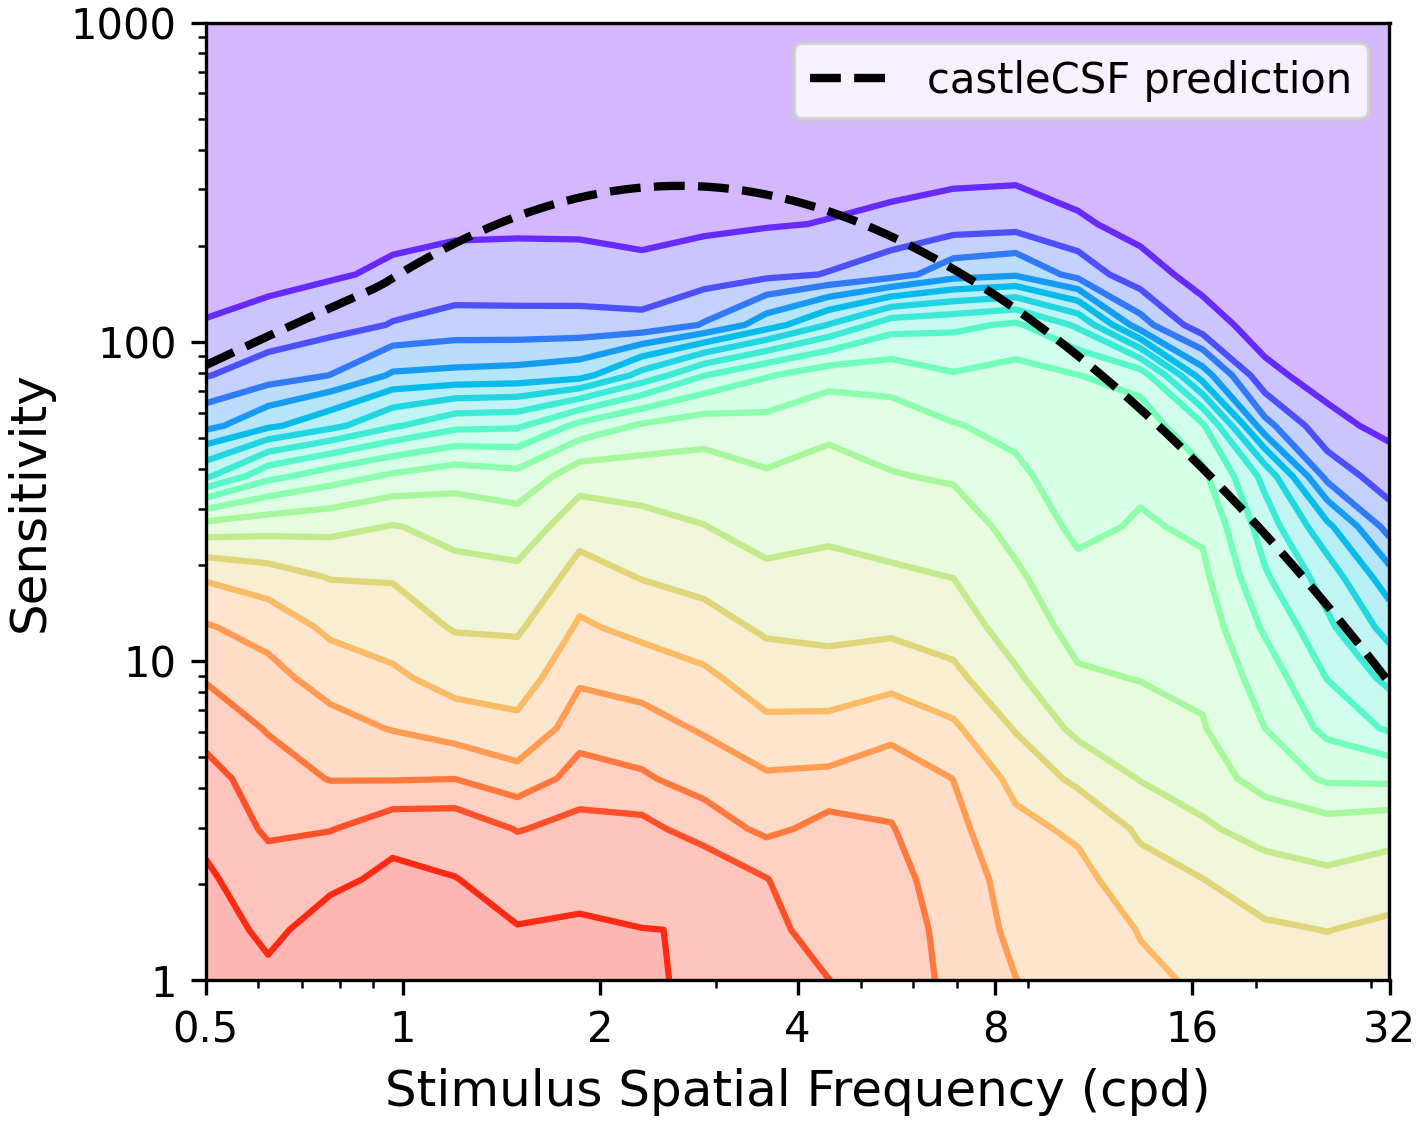 1000
100
10
1
Sensitivity
castleCSF prediction
0.5 1 2 4 8 16 32
Stimulus Spatial Frequency (cpd)